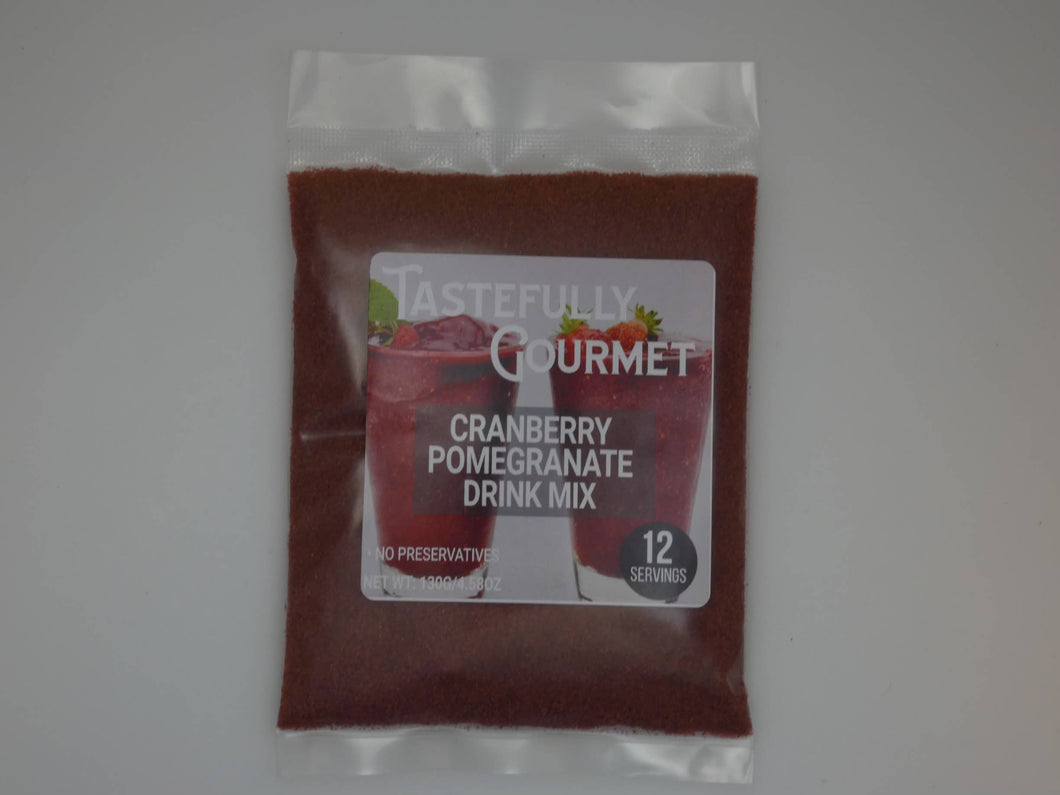 TASTEFULLY
GOURMET
CRANBERRY
POMEGRANATE
DRINK MIX
• NO PRESERVATIVES
NET WT: 130G/4.58OZ
12
SERVINGS